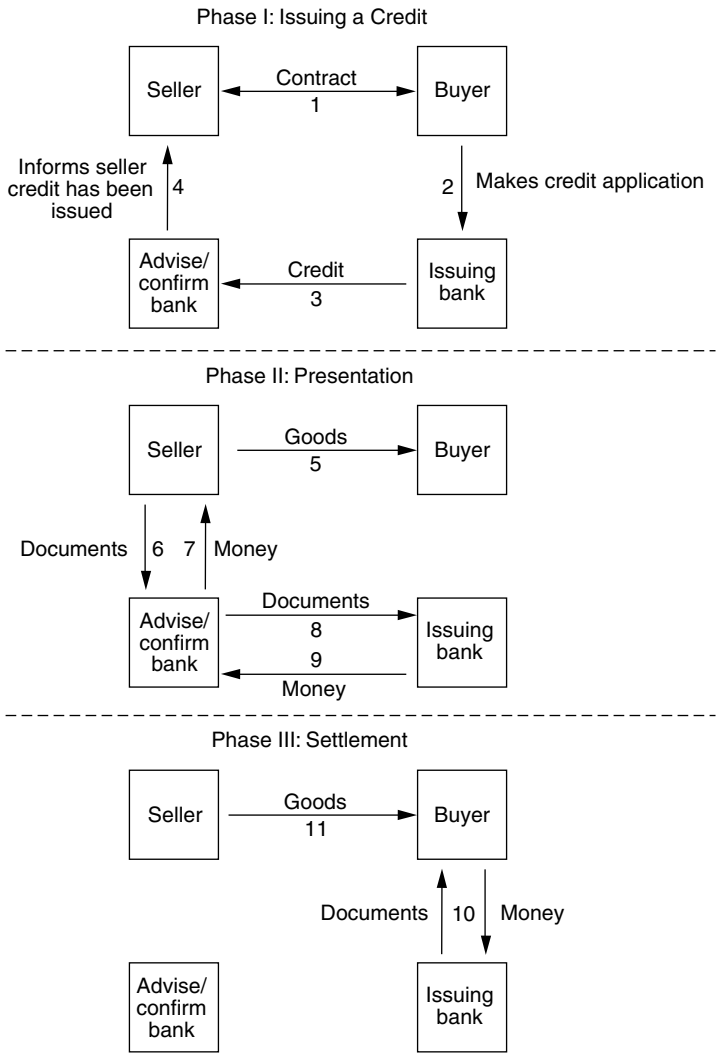 Phase I: Issuing a Credit
Seller
Contract
1
Buyer
Informs seller
credit has been
issued
4
2
Makes credit application
Advise/
confirm
bank
Credit
3
Issuing
bank
Phase II: Presentation
Seller
Goods
5
Buyer
Documents
6
7
Money
Advise/
confirm
bank
Documents
8
9
Money
Issuing
bank
Phase III: Settlement
Seller
Goods
11
Buyer
Documents
10
Money
Advise/
confirm
bank
Issuing
bank